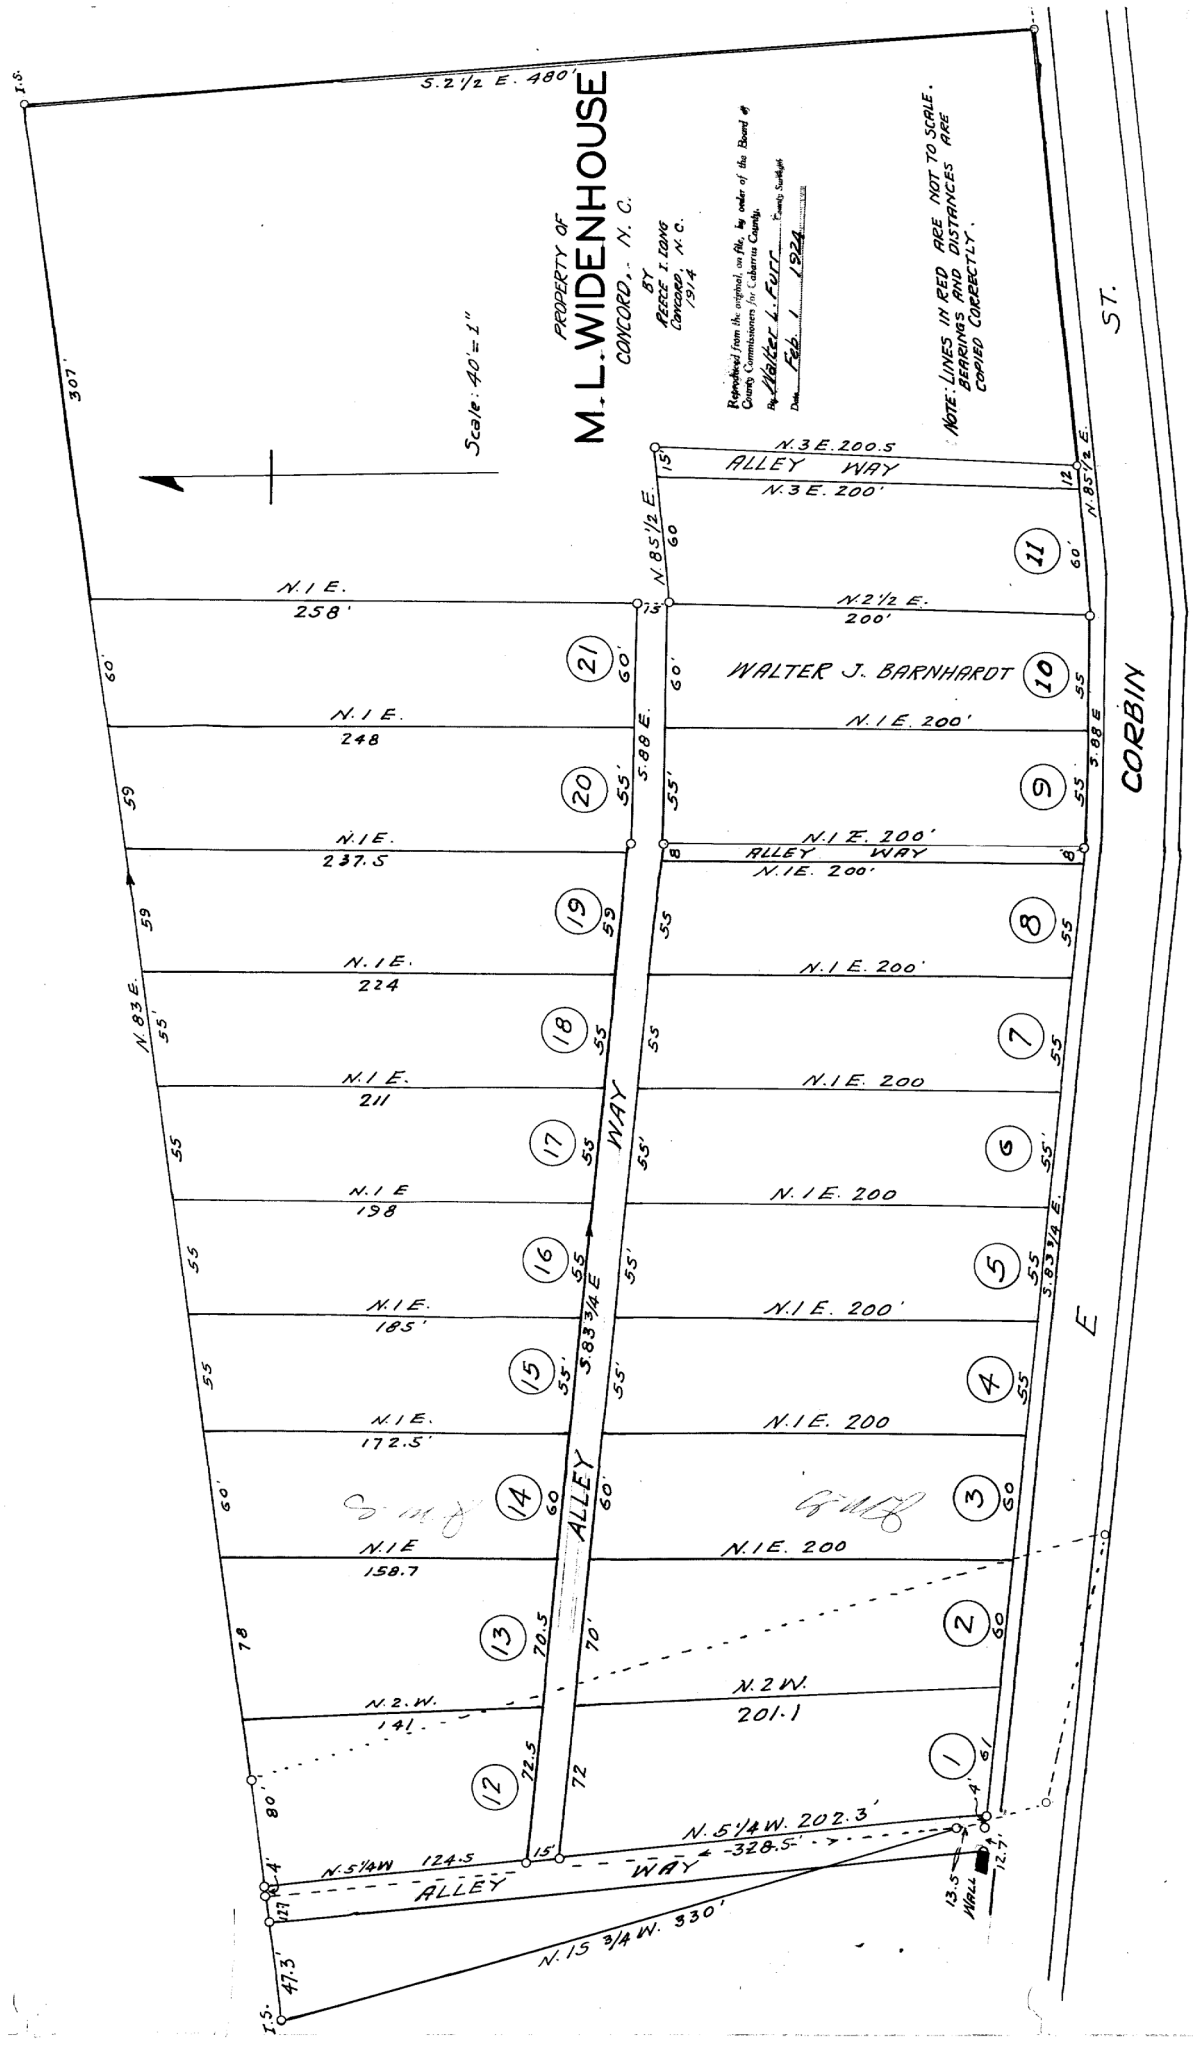 I.S.
S. 2 1/2 E. 480'
307'
PROPERTY OF
M. L. WIDENHOUSE
CONCORD, - N. C.
BY
REECE I. LONG
CONCORD, N.C.
1914
Scale: 40' = 1"
Reproduced from the original, on file, by order of the Board of
County Commissioners for Cabarrus County.
By Walter L. Furr County Surveyor
Date Feb. 1 1924
NOTE: LINES IN RED ARE NOT TO SCALE.
BEARINGS AND DISTANCES ARE
COPIED CORRECTLY.
N. 83 E.
80'
78
60'
55
55
55
55'
59
59
60'
N. 5 1/4 W 124.5
N. 2. W.
141
N. 1 E
158.7
N. 1 E.
172.5'
N. 1 E.
185'
N. 1 E
198
N. 1 E.
211
N. 1 E.
224
N. 1 E.
237.5
N. 1 E.
248
N. 1 E.
258'
12
13
14
15
16
17
18
19
20
21
72.5
70.5
60
55'
55
55
55
59
55'
60'
15'
ALLEY WAY
S. 83 3/4 E
S. 88 E.
15'
N. 85 1/2 E.
60
15'
72
70'
60'
55'
55'
55'
55
55
8
55'
60'
N. 5 1/4 W. 202.3'
328.5'
N. 2 W.
201.1
N. 1 E. 200
N. 1 E. 200
N. 1 E. 200'
N. 1 E. 200
N. 1 E. 200
N. 1 E. 200'
N. 1 E. 200'
ALLEY WAY
N. 1 E. 200'
N. 1 E. 200'
N. 2 1/2 E.
200'
N. 3 E. 200'
ALLEY WAY
N. 3 E. 200.5
WALTER J. BARNHARDT
1
2
3
4
5
6
7
8
9
10
11
4'
61
60
60
55
55
55'
55
55
8'
55'
55
60'
12
S. 83 3/4 E.
S. 88 E
N. 85 1/2 E.
4'
127
47.3'
I.S.
ALLEY WAY
N. 15 3/4 W. 330'
13.5
WALL
12.7'
E CORBIN ST.